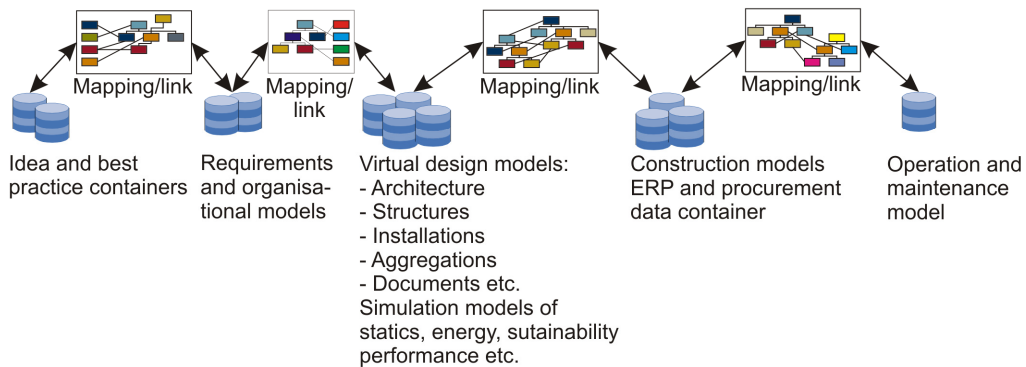 Mapping/link
Mapping/
link
Mapping/link
Mapping/link
Idea and best
practice containers
Requirements
and organisa-
tional models
Virtual design models:
- Architecture
- Structures
- Installations
- Aggregations
- Documents etc.
Simulation models of
statics, energy, sutainability
performance etc.
Construction models
ERP and procurement
data container
Operation and
maintenance
model